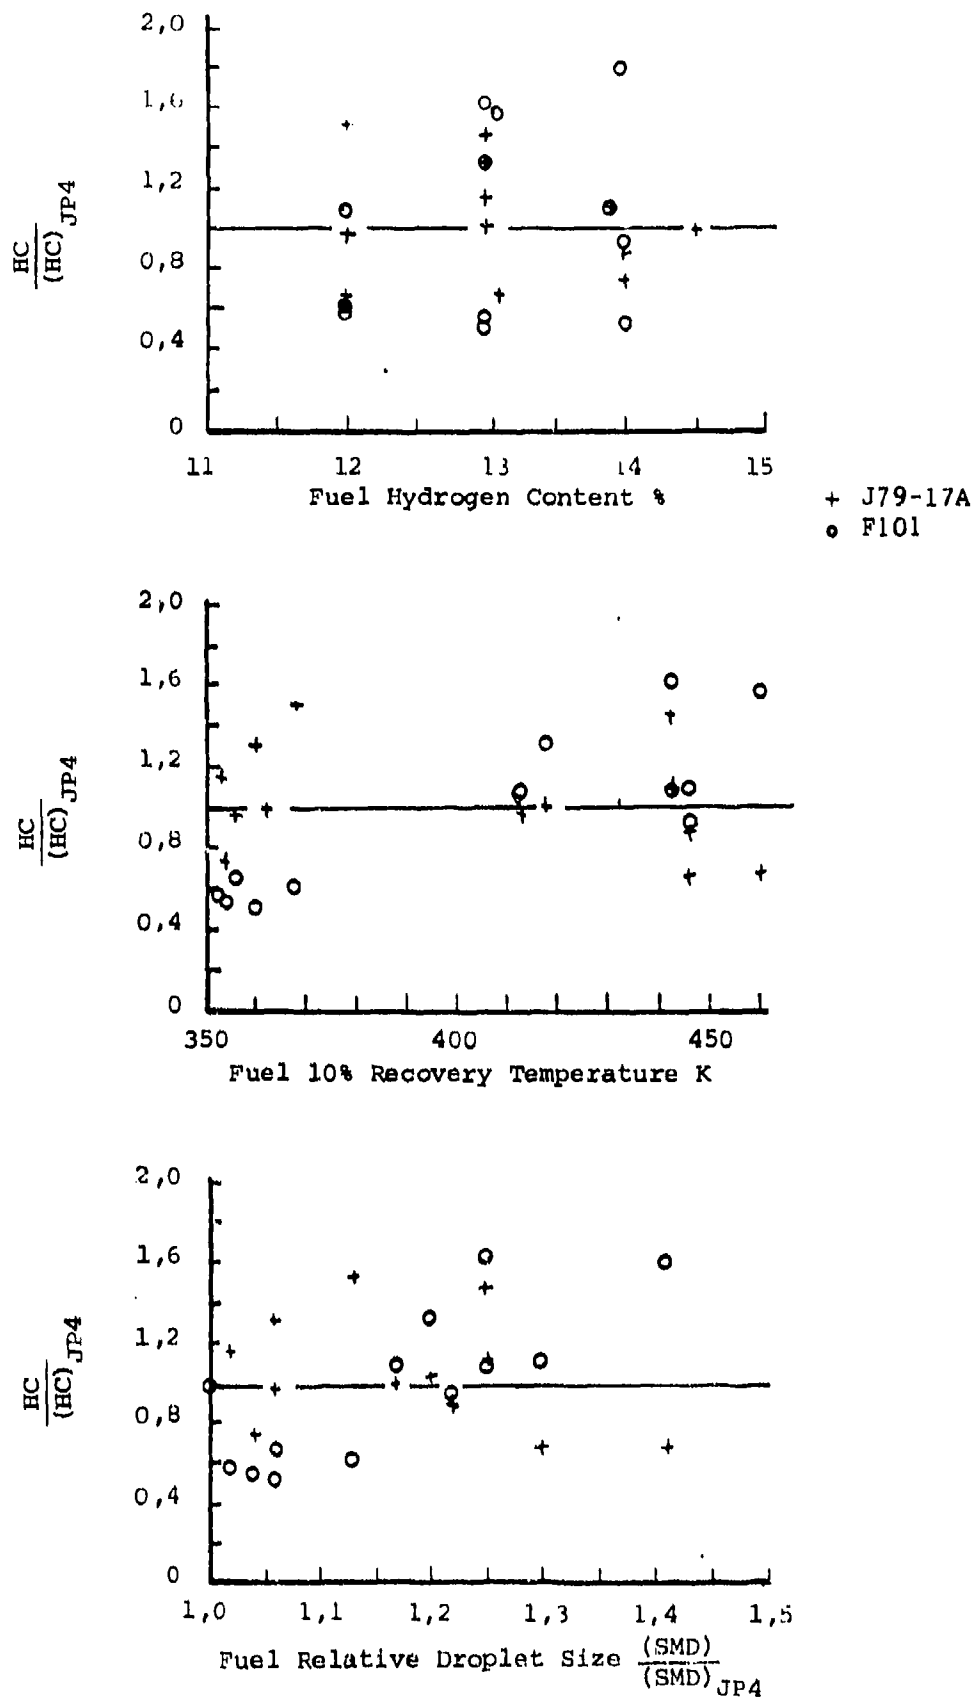 2,0
1,6
1,2
0,8
0,4
0
HC
(HC)JP4
11 12 13 14 15
Fuel Hydrogen Content %
+ J79-17A
o F101
2,0
1,6
1,2
0,8
0,4
0
HC
(HC)JP4
350 400 450
Fuel 10% Recovery Temperature K
2,0
1,6
1,2
0,8
0,4
0
HC
(HC)JP4
1,0 1,1 1,2 1,3 1,4 1,5
Fuel Relative Droplet Size (SMD)
(SMD)JP4